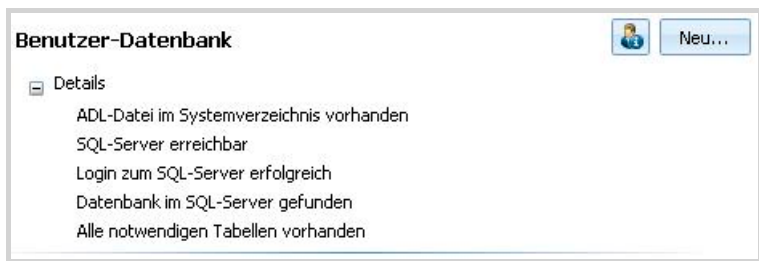 Benutzer-Datenbank
Neu...
Details
ADL-Datei im Systemverzeichnis vorhanden
SQL-Server erreichbar
Login zum SQL-Server erfolgreich
Datenbank im SQL-Server gefunden
Alle notwendigen Tabellen vorhanden